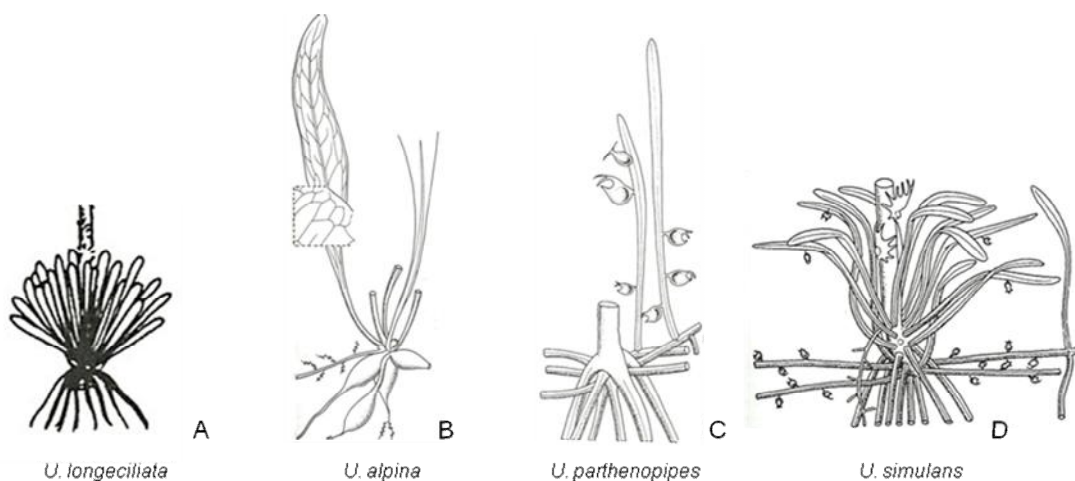 A
B
C
D
U. longeciliata
U. alpina
U. parthenopipes
U. simulans